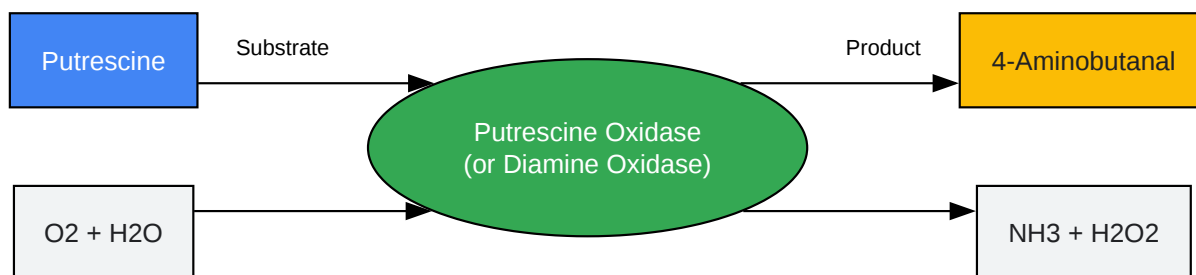 Putrescine
Substrate
Product
4-Aminobutanal
Putrescine Oxidase
(or Diamine Oxidase)
O2 + H2O
NH3 + H2O2